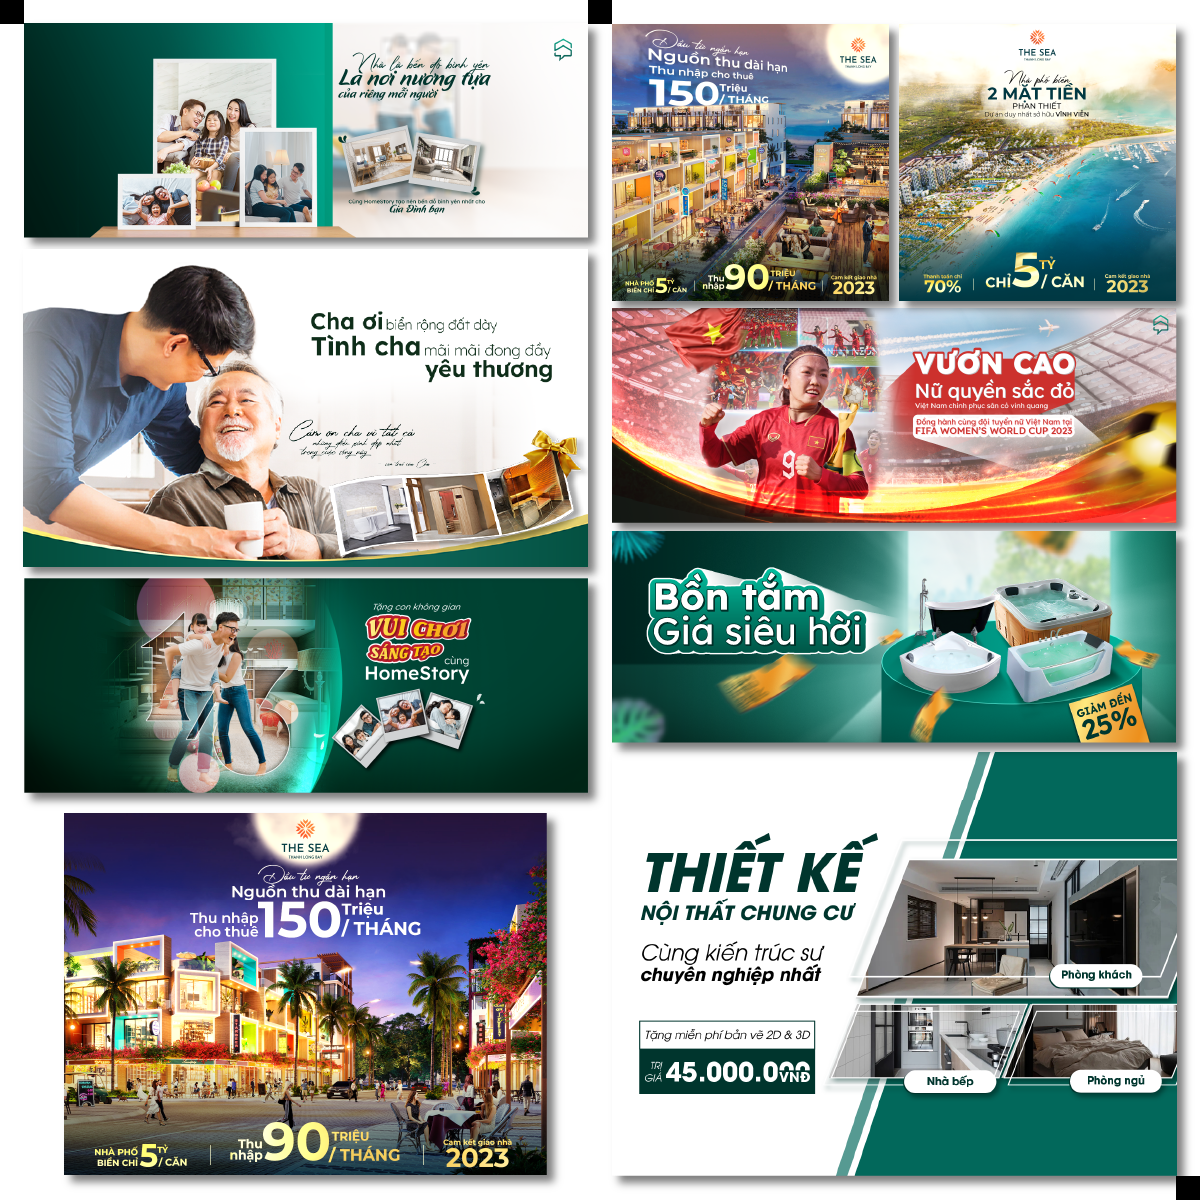 Nhà là bến đỗ bình yên
Là nơi nương tựa
của riêng mỗi người
Cùng HomeStory tạo nên bến đỗ bình yên nhất cho
Gia Đình bạn
Cha ơi biển rộng đất dày
Tình cha mãi mãi đong đầy
yêu thương
Cảm ơn cha vì tất cả
những điều xinh đẹp nhất
trong cuộc sống này
con trai của Cha
1/6
Tặng con không gian
VUI CHƠI
SÁNG TẠO
cùng
HomeStory
THE SEA
THANH LONG BAY
Đầu tư ngắn hạn
Nguồn thu dài hạn
Thu nhập
cho thuê
150 Triệu
/ THÁNG
NHÀ PHỐ
BIỂN CHỈ 5 TỶ
/ CĂN
Thu
nhập 90 TRIỆU
/ THÁNG
Cam kết giao nhà
2023
Đầu tư ngắn hạn
Nguồn thu dài hạn
Thu nhập cho thuê
150 Triệu
/ THÁNG
THE SEA
THANH LONG BAY
NHÀ PHỐ
BIỂN CHỈ 5 TỶ
/ CĂN
Thu
nhập 90 TRIỆU
/ THÁNG
Cam kết giao nhà
2023
THE SEA
THANH LONG BAY
Nhà phố biển
2 MẶT TIỀN
PHAN THIẾT
Dự án duy nhất sở hữu VĨNH VIỄN
Thanh toán chỉ
70%
CHỈ 5 TỶ
/ CĂN
Cam kết giao nhà
2023
VƯƠN CAO
Nữ quyền sắc đỏ
Việt Nam chinh phục sân cỏ vinh quang
Đồng hành cùng đội tuyển nữ Việt Nam tại
FIFA WOMEN'S WORLD CUP 2023
9
Bồn tắm
Giá siêu hời
GIẢM ĐẾN
25%
THIẾT KẾ
NỘI THẤT CHUNG CƯ
Cùng kiến trúc sư
chuyên nghiệp nhất
Tặng miễn phí bản vẽ 2D & 3D
TRỊ
GIÁ 45.000.000
VNĐ
Phòng khách
Nhà bếp
Phòng ngủ